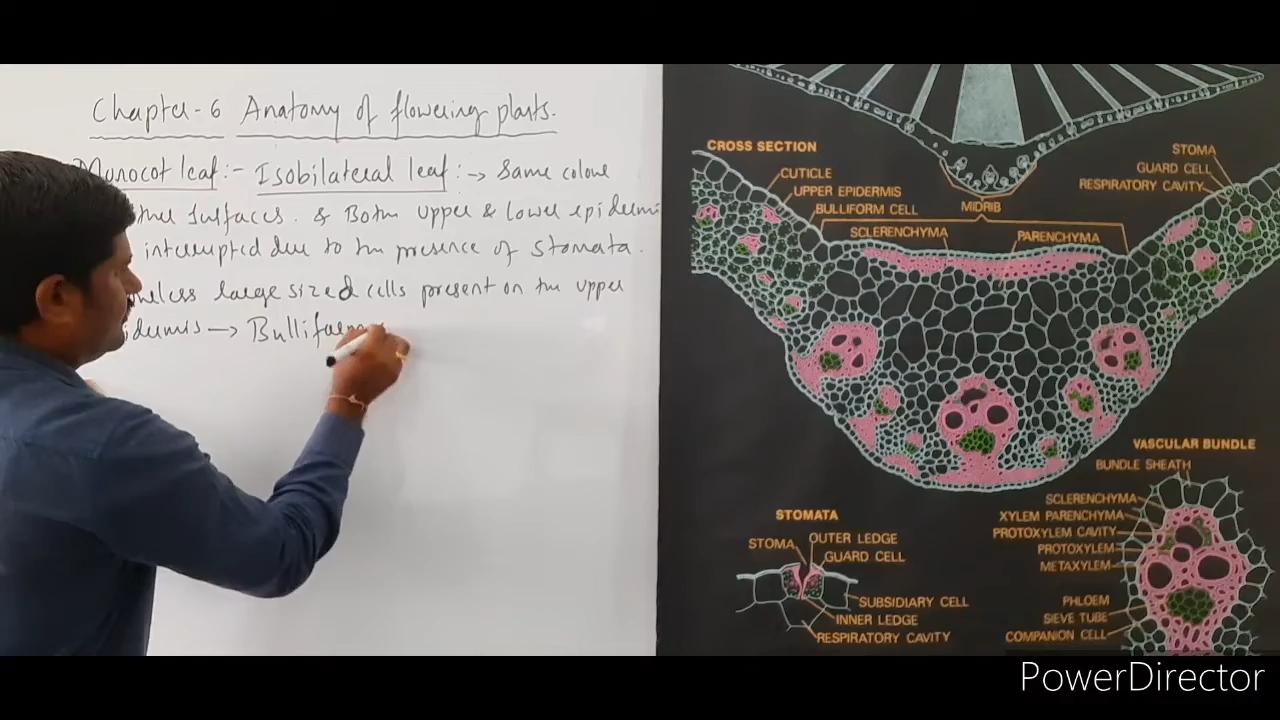 Chapter-6 Anatomy of flowering plants.
Monocot leaf:- Isobilateral leaf:→ Same colour
surfaces. & Both upper & lower epidermi
interrupted due to the presence of stomata.
large sized cells present on the upper
idermis → Bulliform
CROSS SECTION
CUTICLE
UPPER EPIDERMIS
BULLIFORM CELL
SCLERENCHYMA
MIDRIB
PARENCHYMA
STOMA
GUARD CELL
RESPIRATORY CAVITY
STOMATA
STOMA
OUTER LEDGE
GUARD CELL
SUBSIDIARY CELL
INNER LEDGE
RESPIRATORY CAVITY
VASCULAR BUNDLE
BUNDLE SHEATH
SCLERENCHYMA
XYLEM PARENCHYMA
PROTOXYLEM CAVITY
PROTOXYLEM
METAXYLEM
PHLOEM
SIEVE TUBE
COMPANION CELL
PowerDirector